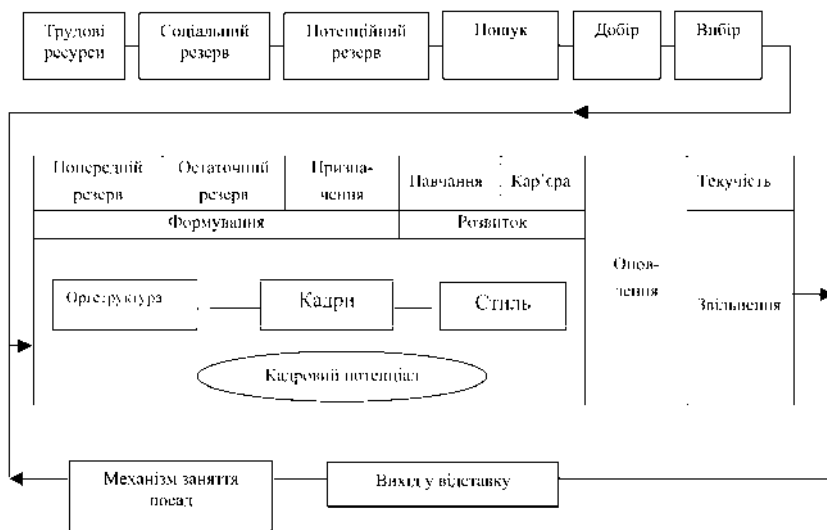 Трудові
ресурси
Соціальний
резерв
Потенційний
резерв
Пошук
Добір
Вибір
Попередній
резерв
Остаточний
резерв
Призна-
чення
Навчання
Кар’єра
Текучість
Формування
Розвиток
Онов-
лення
Оргструктура
Кадри
Стиль
Звільнення
Кадровий потенціал
Механізм заняття
посад
Вихід у відставку